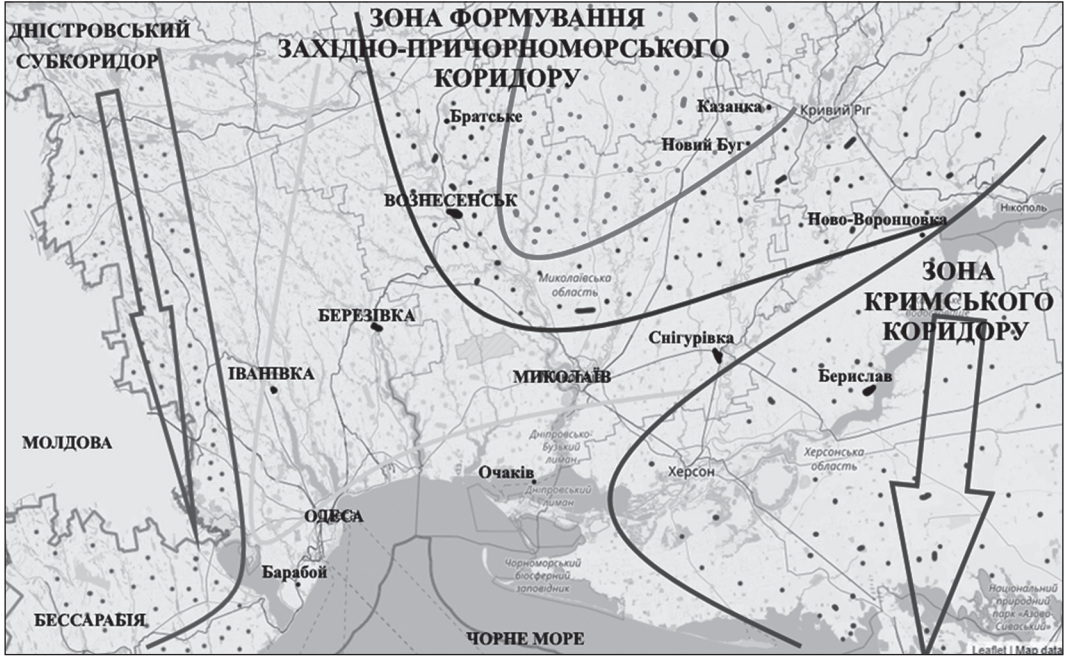 ДНІСТРОВСЬКИЙ
СУБКОРИДОР
ЗОНА ФОРМУВАННЯ
ЗАХІДНО-ПРИЧОРНОМОРСЬКОГО
КОРИДОРУ
Братське
Казанка
Кривий Ріг
Новий Буг
ВОЗНЕСЕНСЬК
Ново-Воронцовка
Нікополь
Миколаївська
область
ЗОНА
КРИМСЬКОГО
КОРИДОРУ
БЕРЕЗІВКА
Снігурівка
ІВАНІВКА
МИКОЛАЇВ
Берислав
МОЛДОВА
Дніпровсько-
Бузький
лиман
Херсонська
область
Очаків
Херсон
Дніпровський
лиман
ОДЕСА
Барабой
Чорноморський
біосферний
заповідник
Національний
природний
парк «Азово-
Сиваський»
БЕССАРАБІЯ
ЧОРНЕ МОРЕ
Leaflet | Map data